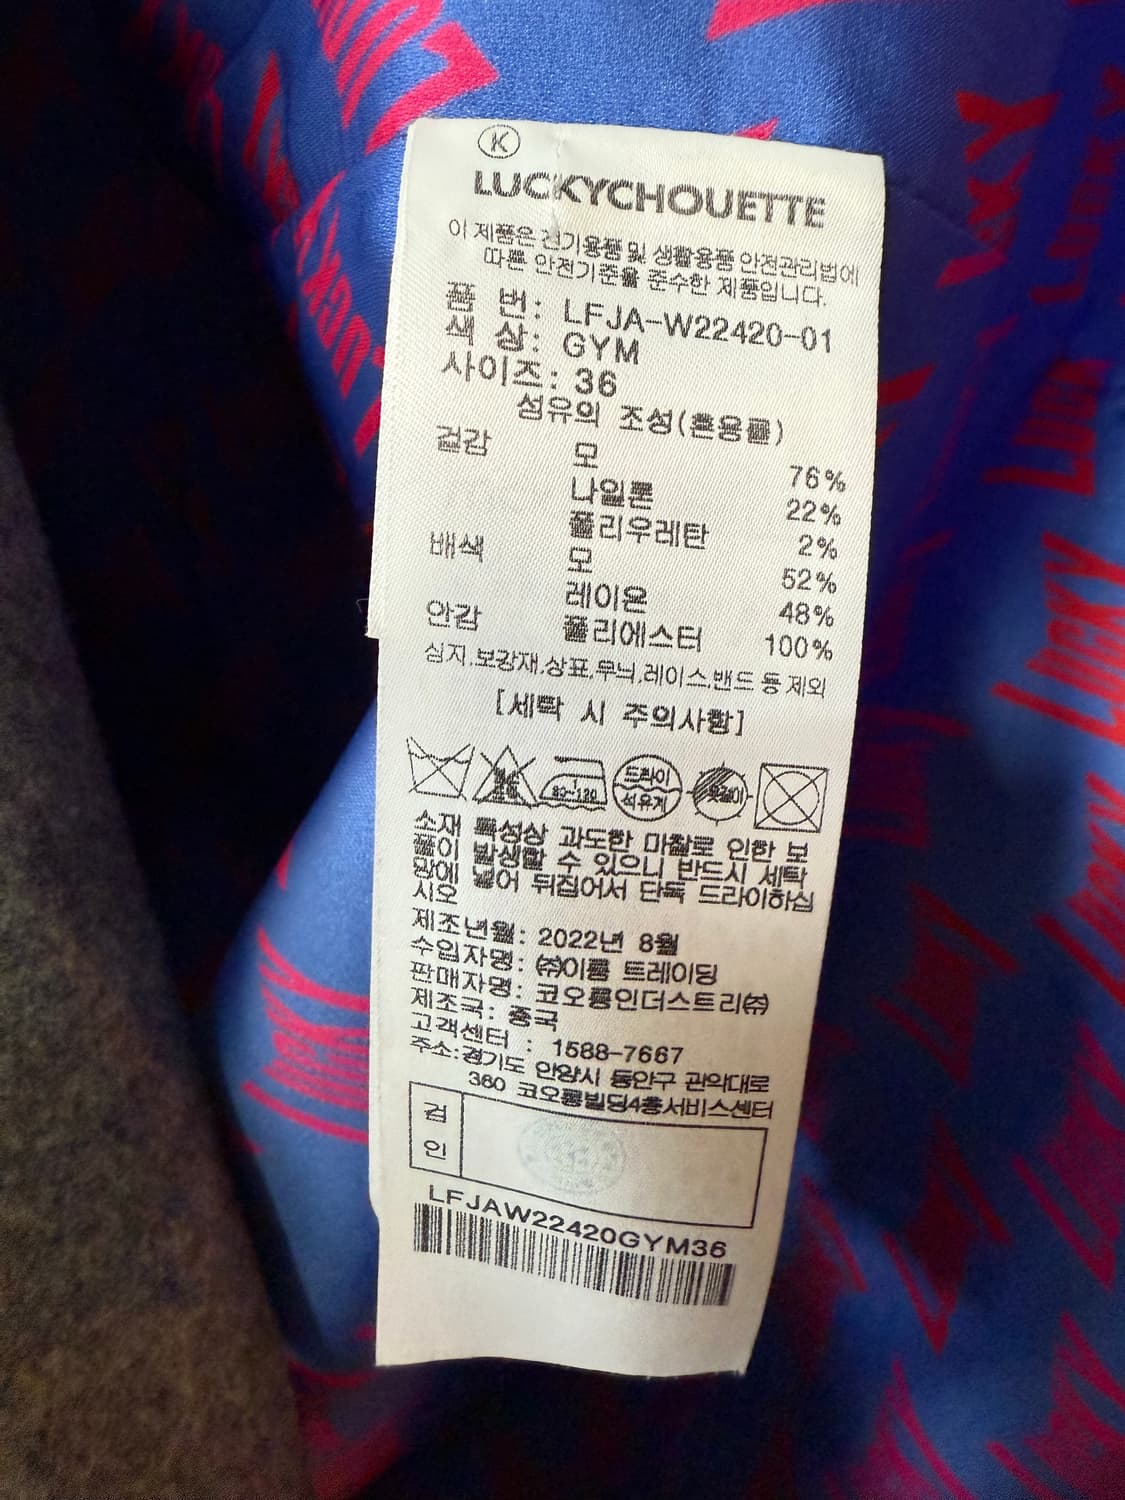 K
LUCKYCHOUETTE
이 제품은 전기용품 및 생활용품 안전관리법에
따른 안전기준을 준수한 제품입니다.
품 번: LFJA-W22420-01
색 상: GYM
사이즈: 36
섬유의 조성(혼용률)
겉감 모 76%
나일론 22%
폴리우레탄 2%
배색 모 52%
레이온 48%
안감 폴리에스터 100%
심지,보강재,상표,무늬,레이스,밴드 등 제외
[세탁 시 주의사항]
드라이
석유계
1
80~120
옷걸이
소재 특성상 과도한 마찰로 인한 보
풀이 발생할 수 있으니 반드시 세탁
망에 넣어 뒤집어서 단독 드라이하십
시오
제조년월: 2022년 8월
수입자명: ㈜이룸 트레이딩
판매자명: 코오롱인더스트리㈜
제조국: 중국
고객센터 : 1588-7667
주소:경기도 안양시 동안구 관악대로
360 코오롱빌딩4층서비스센터
검
인
LFJAW22420GYM36
LUCKY
LUCKY
LUCKY
LUCKY